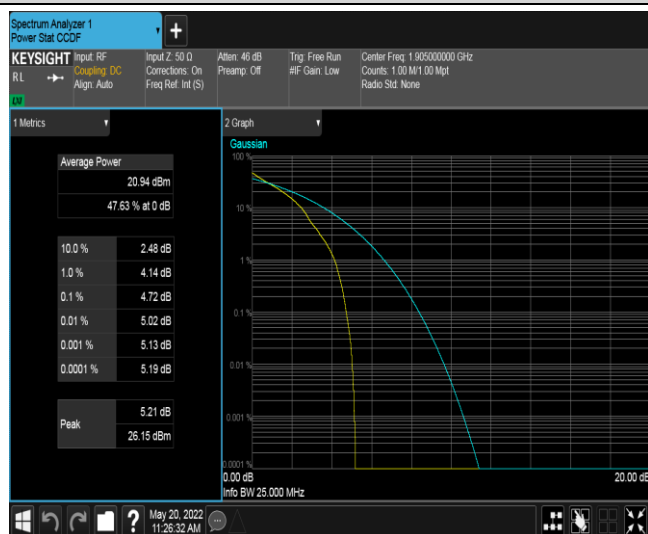 Spectrum Analyzer 1
Power Stat CCDF
+
KEYSIGHT
RL
LXI
Input: RF
Coupling: DC
Align: Auto
Input Z: 50 Ω
Corrections: On
Freq Ref: Int (S)
Atten: 46 dB
Preamp: Off
Trig: Free Run
#IF Gain: Low
Center Freq: 1.905000000 GHz
Counts: 1.00 M/1.00 Mpt
Radio Std: None
1 Metrics
Average Power
20.94 dBm
47.63 % at 0 dB
10.0 % 2.48 dB
1.0 % 4.14 dB
0.1 % 4.72 dB
0.01 % 5.02 dB
0.001 % 5.13 dB
0.0001 % 5.19 dB
Peak
5.21 dB
26.15 dBm
2 Graph
Gaussian
100 %
10 %
1 %
0.1 %
0.01 %
0.001 %
0.0001 %
0.00 dB
20.00 dB
Info BW 25.000 MHz
?
May 20, 2022
11:26:32 AM